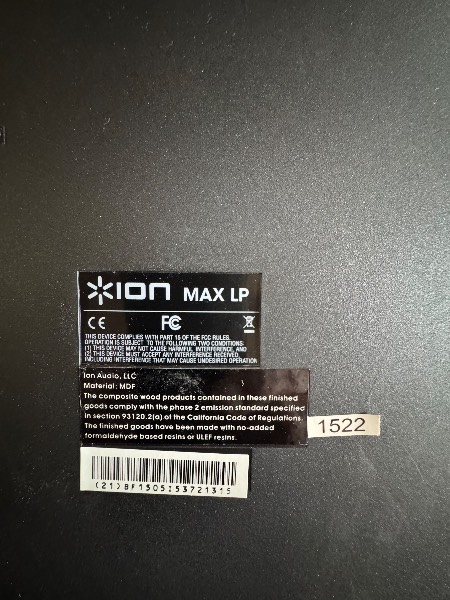 ION MAX LP
CE FC
THIS DEVICE COMPLIES WITH PART 15 OF THE FCC RULES.
OPERATION IS SUBJECT TO THE FOLLOWING TWO CONDITIONS:
(1) THIS DEVICE MAY NOT CAUSE HARMFUL INTERFERENCE, AND
(2) THIS DEVICE MUST ACCEPT ANY INTERFERENCE RECEIVED,
INCLUDING INTERFERENCE THAT MAY CAUSE UNDESIRED OPERATION
Ion Audio, LLC
Material: MDF
The composite wood products contained in these finished
goods comply with the phase 2 emission standard specified
in section 93120.2(a) of the California Code of Regulations.
The finished goods have been made with no-added
formaldehyde based resins or ULEF resins.
1522
(21)BF1305153721315